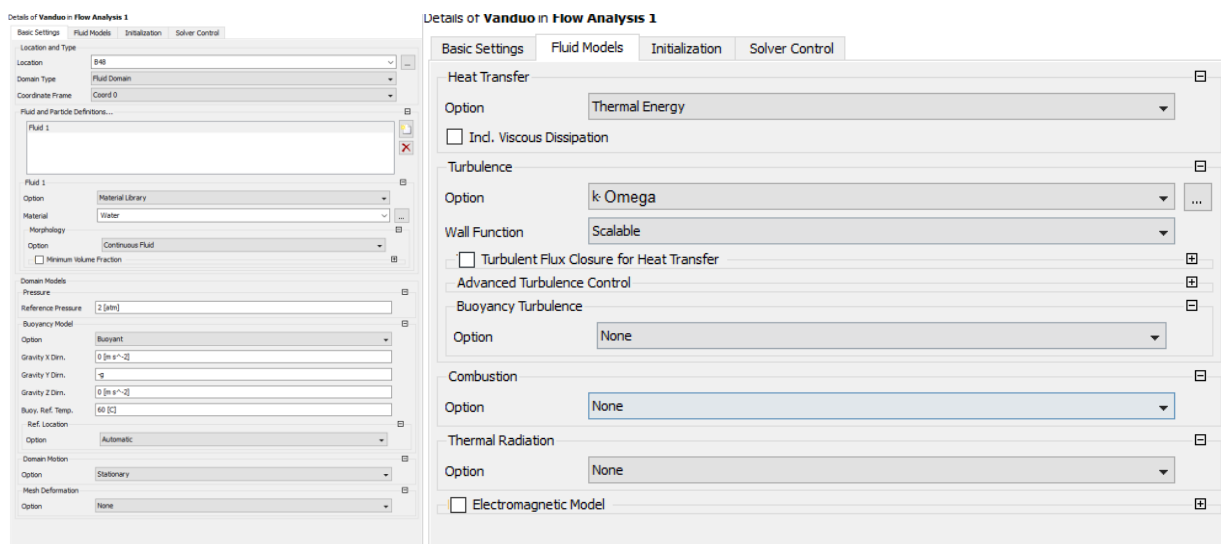 Details of Vanduo in Flow Analysis 1
Basic Settings Fluid Models Initialization Solver Control
Location and Type
Location B48 ...
Domain Type Fluid Domain
Coordinate Frame Coord 0
Fluid and Particle Definitions...
Fluid 1
Fluid 1
Option Material Library
Material Water ...
Morphology
Option Continuous Fluid
Minimum Volume Fraction
Domain Models
Pressure
Reference Pressure 2 [atm]
Buoyancy Model
Option Buoyant
Gravity X Dirn. 0 [m s^-2]
Gravity Y Dirn. -g
Gravity Z Dirn. 0 [m s^-2]
Buoy. Ref. Temp. 60 [C]
Ref. Location
Option Automatic
Domain Motion
Option Stationary
Mesh Deformation
Option None
Details of Vanduo in Flow Analysis 1
Basic Settings Fluid Models Initialization Solver Control
Heat Transfer
Option Thermal Energy
Incl. Viscous Dissipation
Turbulence
Option k- Omega ...
Wall Function Scalable
Turbulent Flux Closure for Heat Transfer
Advanced Turbulence Control
Buoyancy Turbulence
Option None
Combustion
Option None
Thermal Radiation
Option None
Electromagnetic Model